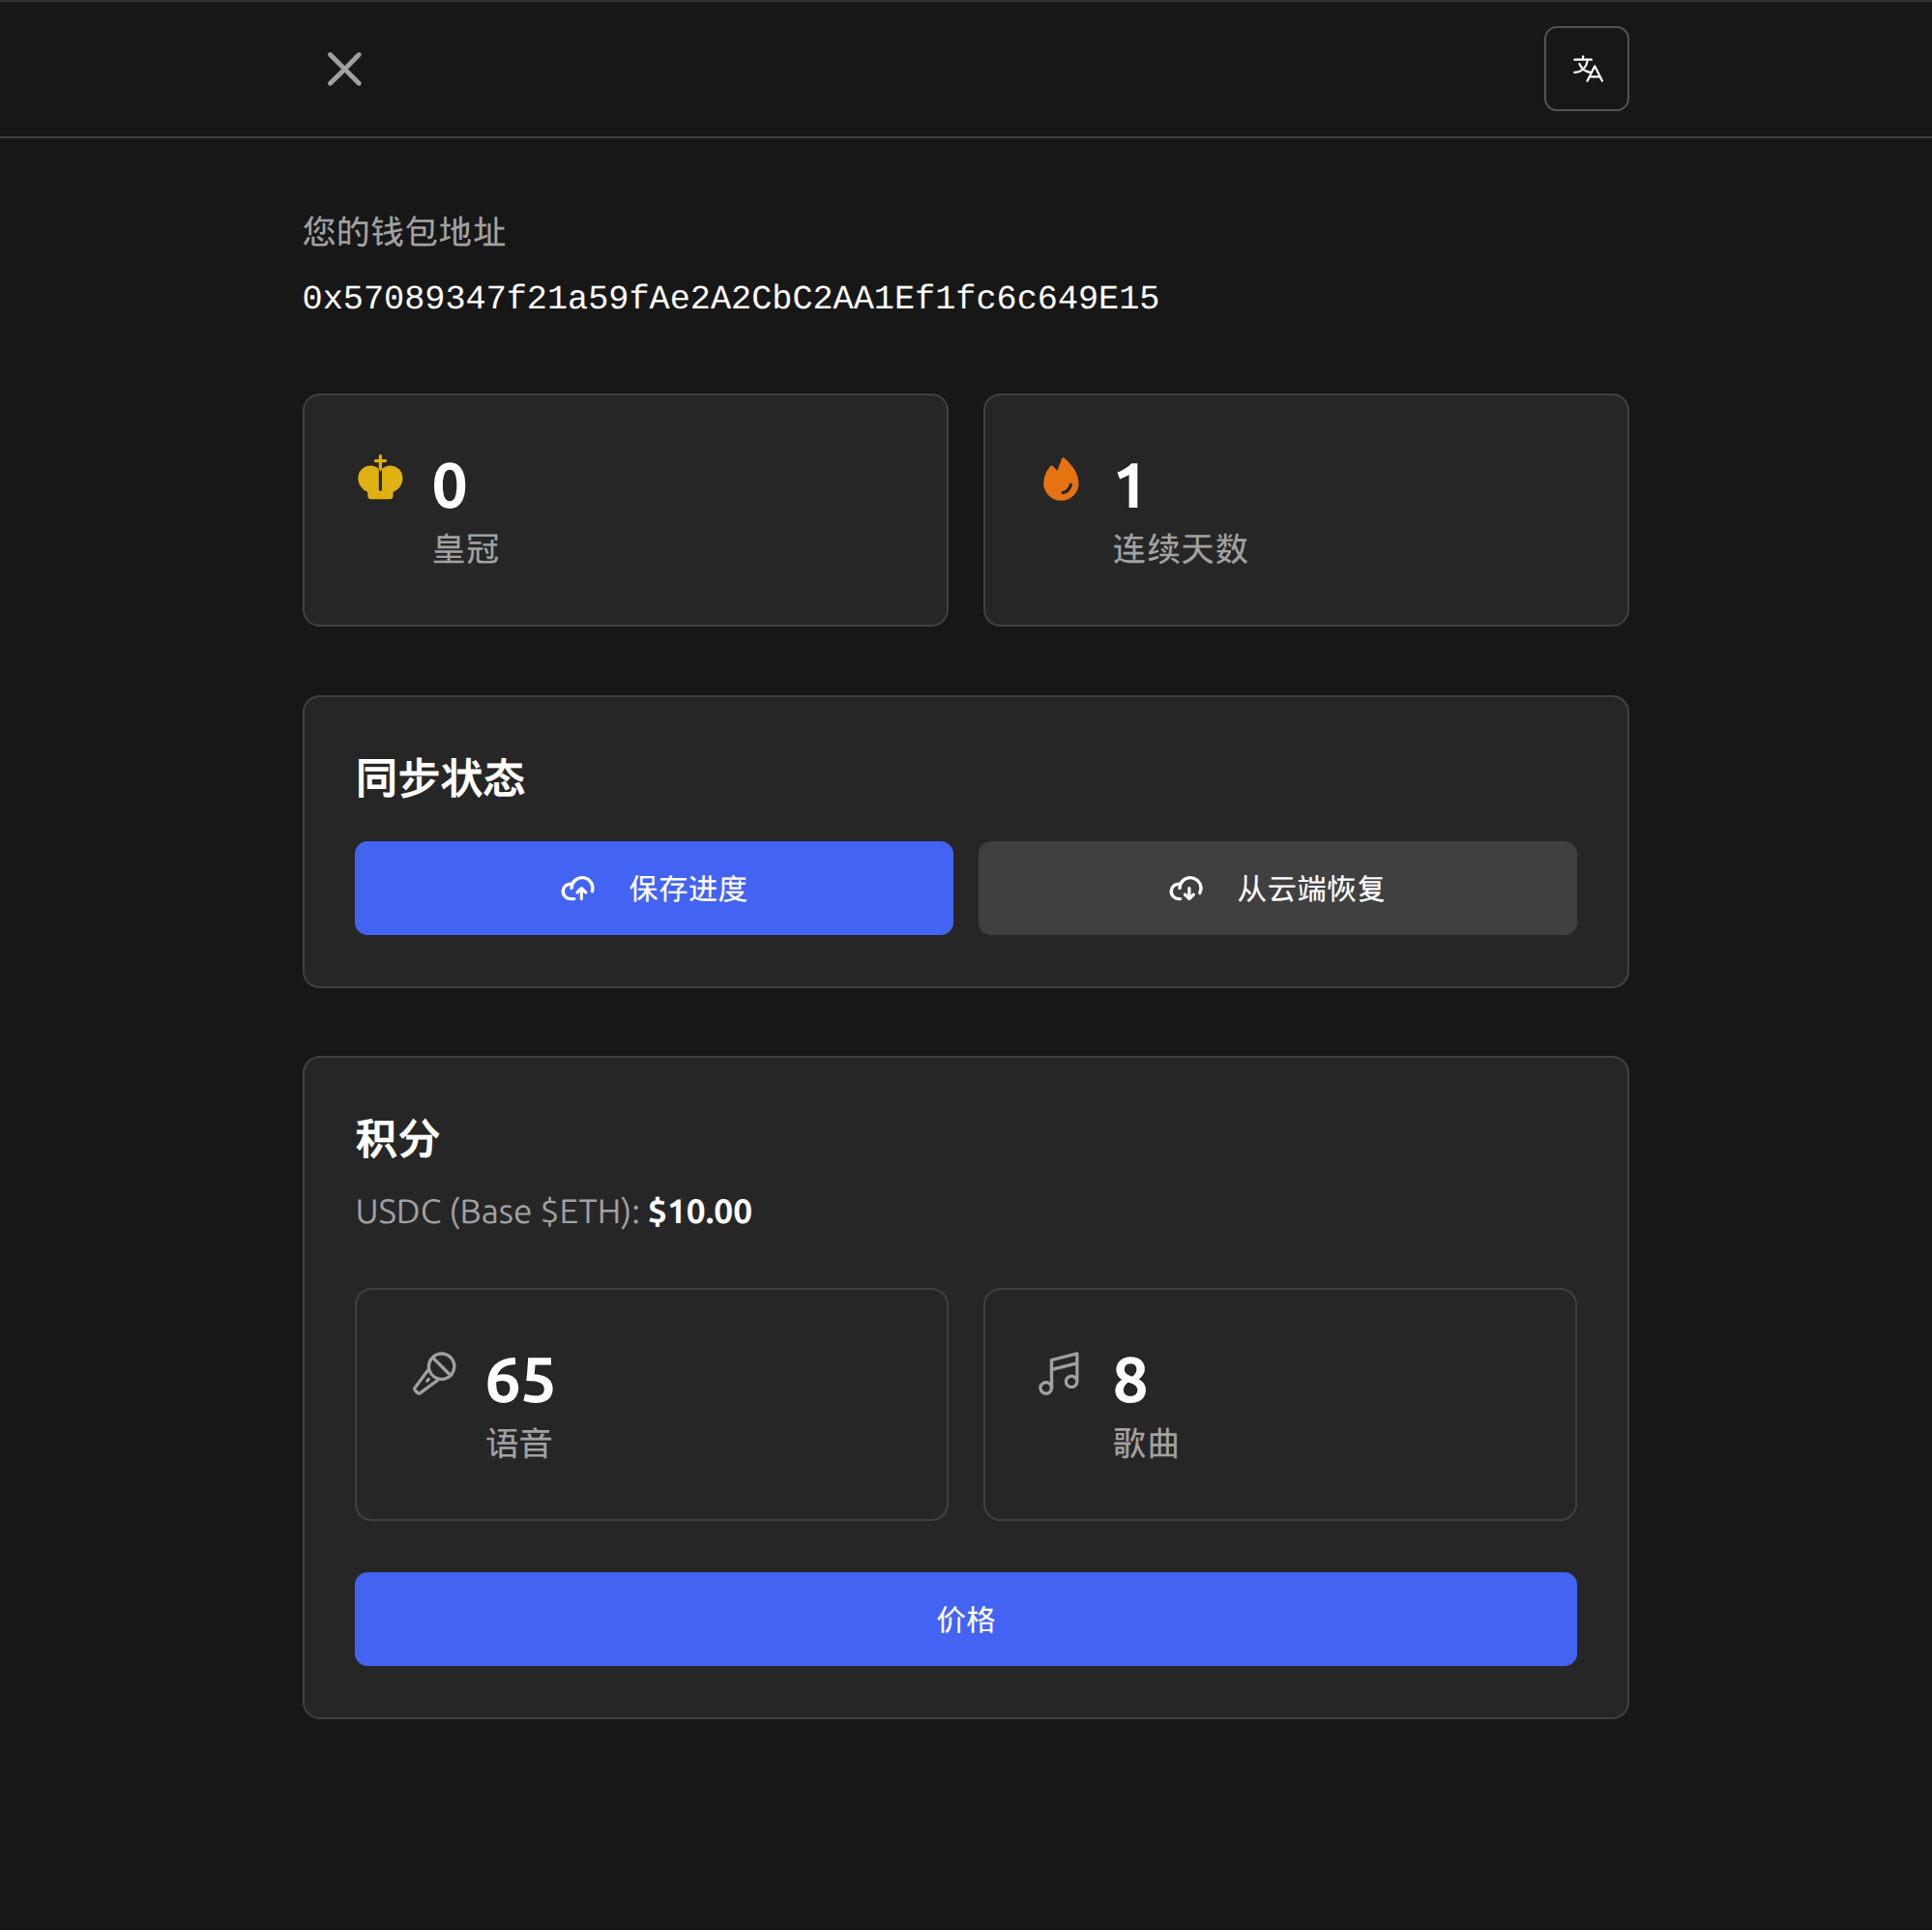 您的钱包地址
0x57089347f21a59fAe2A2CbC2AA1Ef1fc6c649E15
0
皇冠
1
连续天数
同步状态
保存进度
从云端恢复
积分
USDC (Base $ETH): $10.00
65
语音
8
歌曲
价格